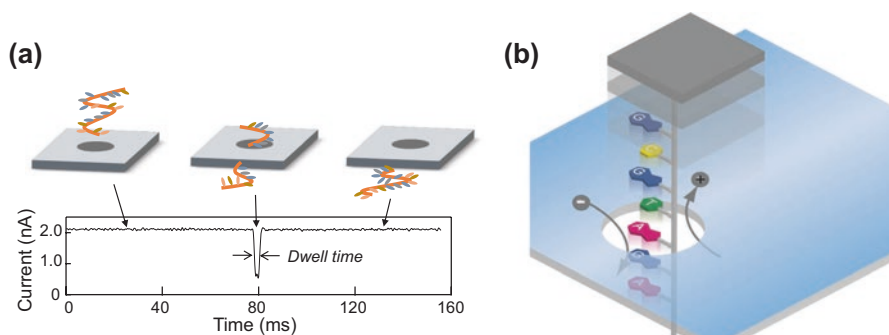 (a)
(b)
Current (nA)
2.0
1.0
0
Dwell time
0
40
80
120
160
Time (ms)
G
G
T
A
G
A
−
+